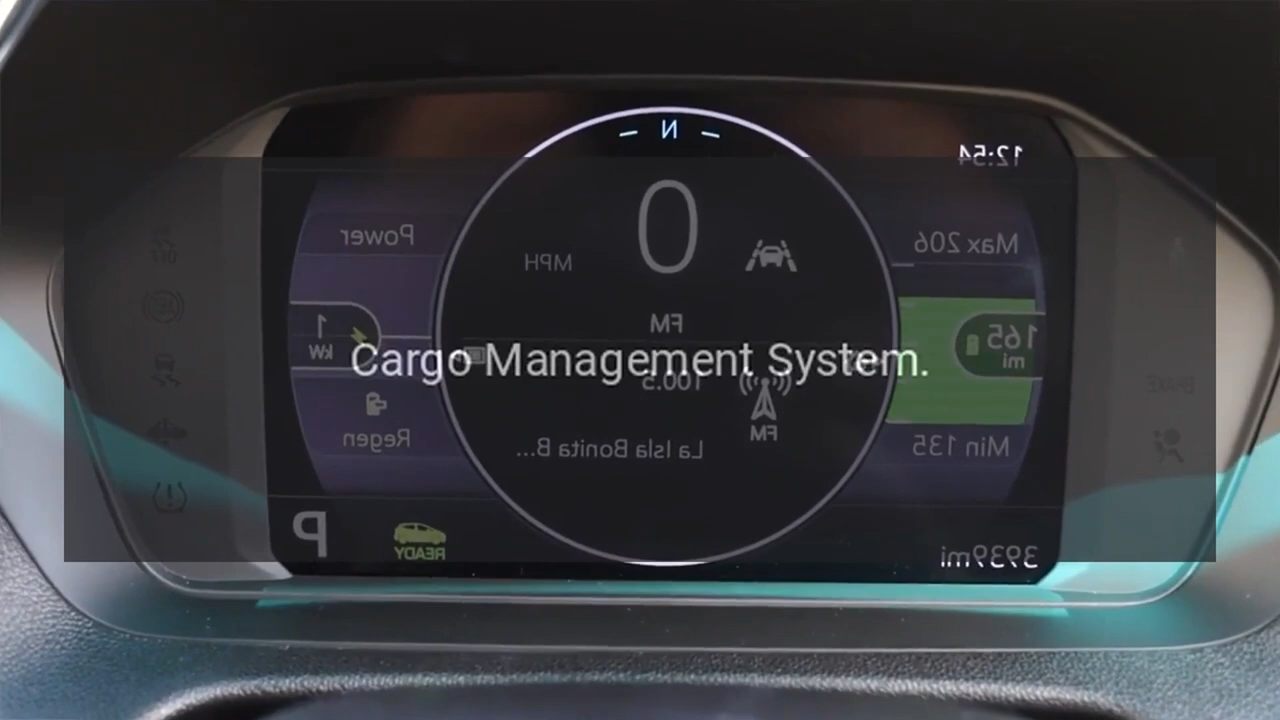 N
12:54
0
MPH
Power
Max 206
FM
1
kW
165
mi
Cargo Management System.
100.5
FM
Regen
La Isla Bonita B...
Min 135
P
READY
3939mi
OFF